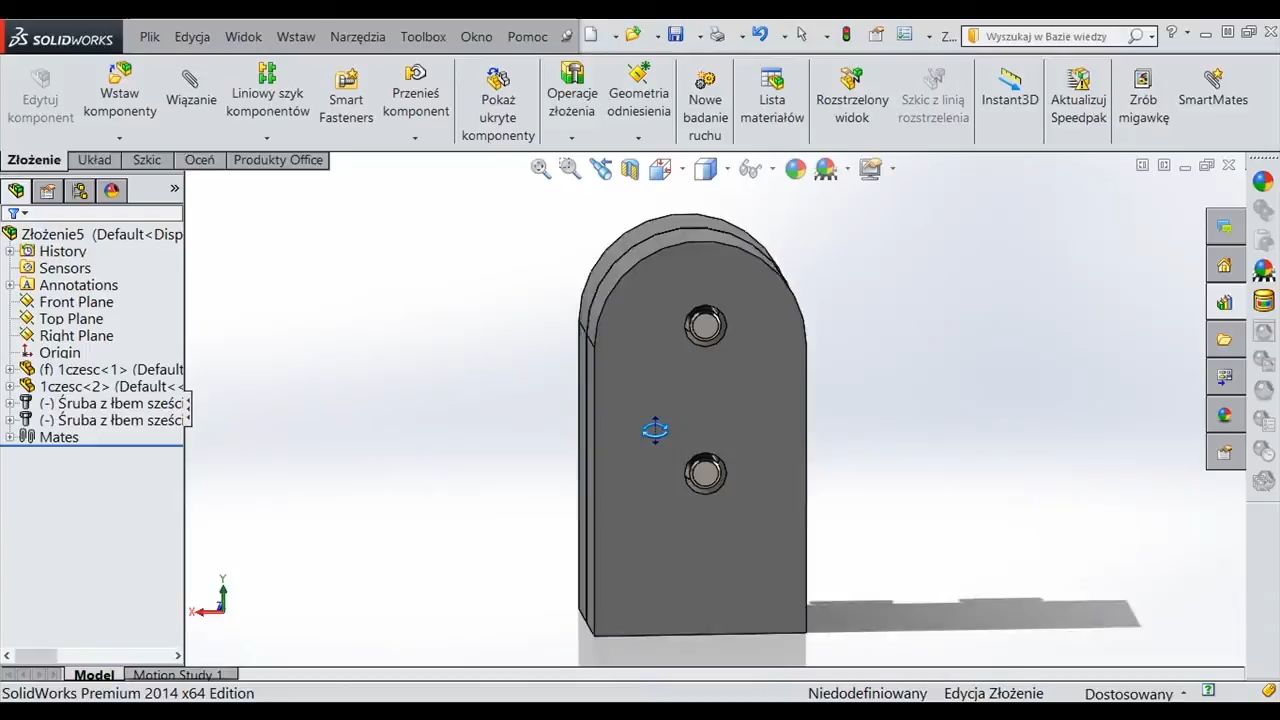 SOLIDWORKS Plik Edycja Widok Wstaw Narzędzia Toolbox Okno Pomoc Z... Wyszukaj w Bazie wiedzy
Edytuj komponent
Wstaw komponenty
Wiązanie
Liniowy szyk komponentów
Smart Fasteners
Przenieś komponent
Pokaż ukryte komponenty
Operacje złożenia
Geometria odniesienia
Nowe badanie ruchu
Lista materiałów
Rozstrzelony widok
Szkic z linią rozstrzelenia
Instant3D
Aktualizuj Speedpak
Zrób migawkę
SmartMates
Złożenie Układ Szkic Oceń Produkty Office
Złożenie5 (Default<Disp
History
Sensors
Annotations
Front Plane
Top Plane
Right Plane
Origin
(f) 1czesc<1> (Default
1czesc<2> (Default<<
(-) Śruba z łbem sześci
(-) Śruba z łbem sześci
Mates
Y
X
Z
Model Motion Study 1
SolidWorks Premium 2014 x64 Edition Niedodefiniowany Edycja Złożenie Dostosowany